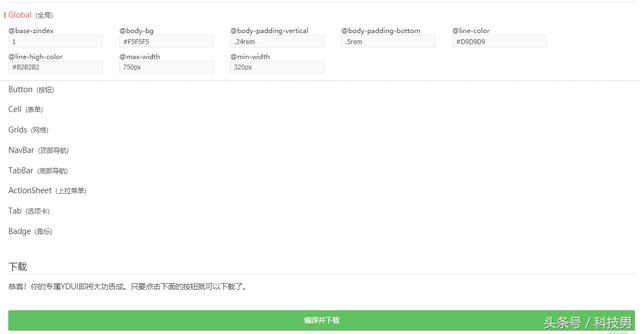 Global (全局)
@base-zindex @body-bg @body-padding-vertical @body-padding-bottom @line-color
1 #F5F5F5 .24rem .5rem #D9D9D9
@line-high-color @max-width @min-width
#B2B2B2 750px 320px
Button (按钮)
Cell (表单)
Grids (网格)
NavBar (顶部导航)
TabBar (底部导航)
ActionSheet (上拉菜单)
Tab (选项卡)
Badge (角标)
下载
恭喜！你的专属YDUI即将大功告成。只要点击下面的按钮就可以下载了。
编译并下载
头条号 / 科技男